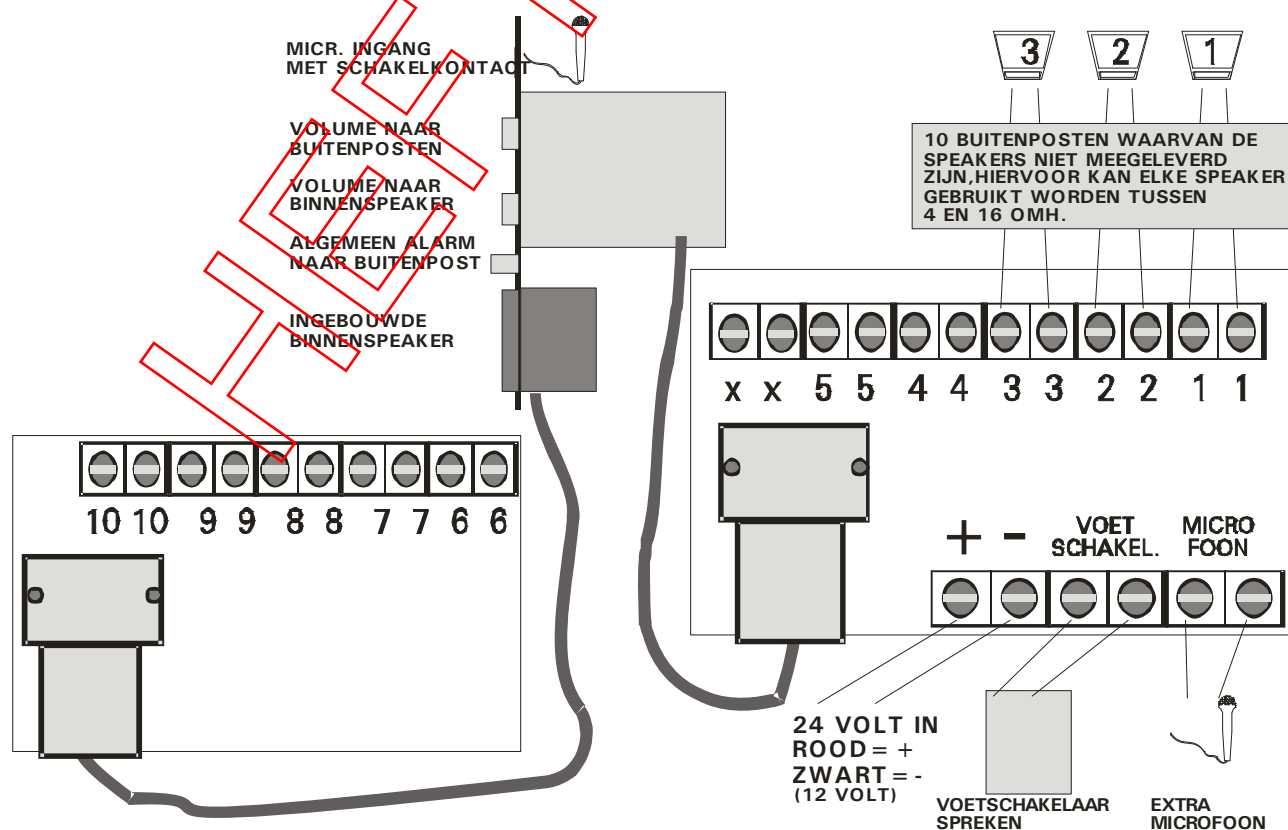 MICR. INGANG
MET SCHAKELKONTACT
VOLUME NAAR
BUITENPOSTEN
VOLUME NAAR
BINNENSPEAKER
ALGEMEEN ALARM
NAAR BUITENPOST
INGEBOUWDE
BINNENSPEAKER
3 2 1
10 BUITENPOSTEN WAARVAN DE
SPEAKERS NIET MEEGELEVERD
ZIJN,HIERVOOR KAN ELKE SPEAKER
GEBRUIKT WORDEN TUSSEN
4 EN 16 OMH.
X X 5 5 4 4 3 3 2 2 1 1
10 10 9 9 8 8 7 7 6 6
+ - VOET SCHAKEL. MICRO FOON
24 VOLT IN
ROOD = +
ZWART = -
(12 VOLT)
VOETSCHAKELAAR
SPREKEN
EXTRA
MICROFOON